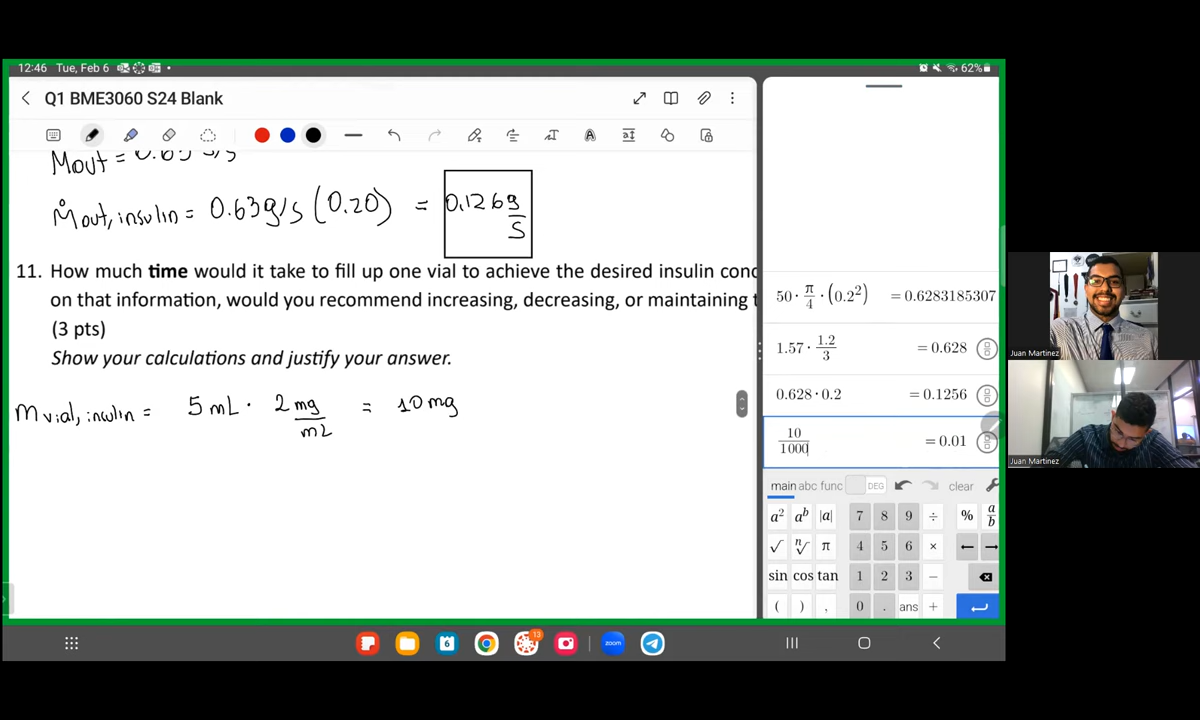 12:46 Tue, Feb 6
62%
Q1 BME3060 S24 Blank
ṁout, insulin = 0.63g/s (0.20) = 0.126 g/s
11. How much time would it take to fill up one vial to achieve the desired insulin conc
on that information, would you recommend increasing, decreasing, or maintaining t
(3 pts)
Show your calculations and justify your answer.
m vial, insulin = 5 mL · 2 mg/mL = 10 mg
50 · π/4 · (0.2²) = 0.6283185307
1.57 · 1.2/3 = 0.628
0.628 · 0.2 = 0.1256
10/1000 = 0.01
main abc func DEG clear
a² aᵇ |a| 7 8 9 ÷ % a/b
√ ⁿ√ π 4 5 6 × ← →
sin cos tan 1 2 3 −
( ) , 0 . ans +
13
6
zoom
Juan Martinez
Juan Martinez